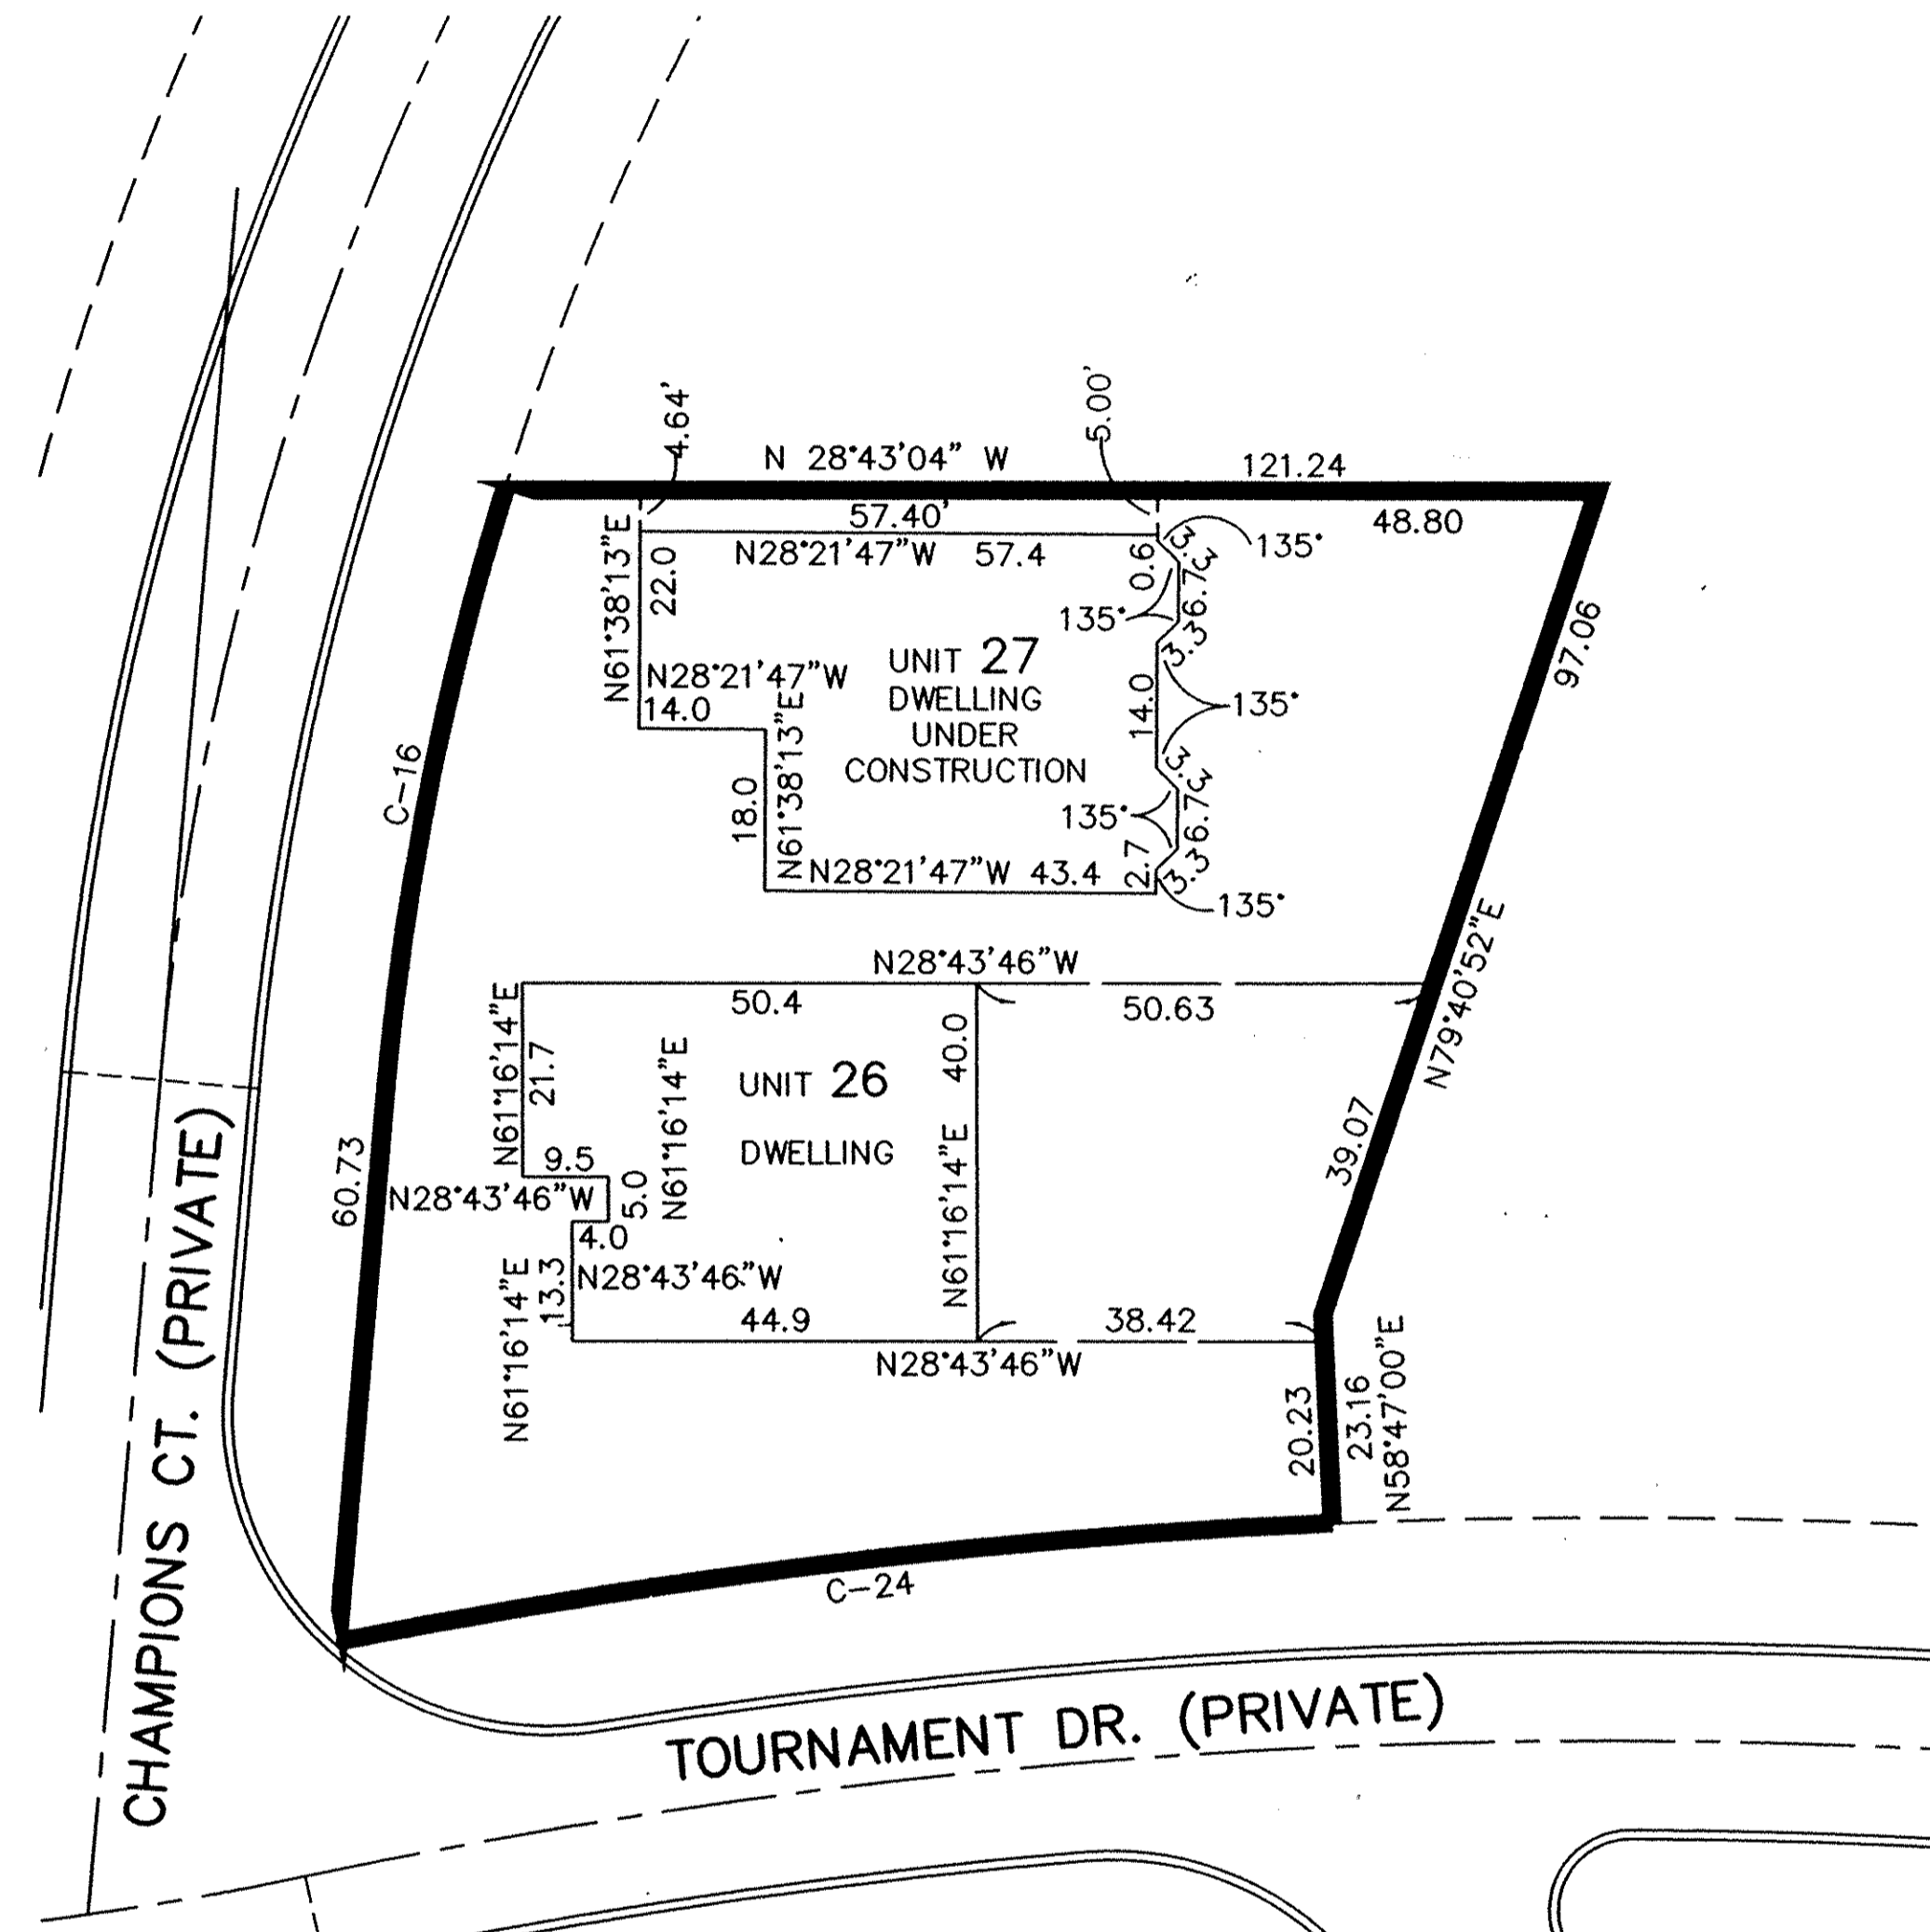 4.64'
5.00'
N 28°43'04" W
121.24
57.40'
48.80
N28°21'47"W 57.4
N61°38'13"E
22.0
0.6
3.3
135°
6.7
135°
3.3
UNIT 27
DWELLING
UNDER
CONSTRUCTION
N28°21'47"W
14.0
14.0
135°
97.06
C-16
18.0
N61°38'13"E
3.3
6.7
135°
2.7
3.3
N28°21'47"W 43.4
135°
N28°43'46"W
50.4
50.63
N79°40'52"E
N61°16'14"E
21.7
N61°16'14"E
40.0
UNIT 26
DWELLING
N61°16'14"E
39.07
60.73
9.5
N28°43'46"W
5.0
4.0
N28°43'46"W
N61°16'14"E
13.3
44.9
38.42
N28°43'46"W
20.23
23.16
N58°47'00"E
C-24
CHAMPIONS CT. (PRIVATE)
TOURNAMENT DR. (PRIVATE)